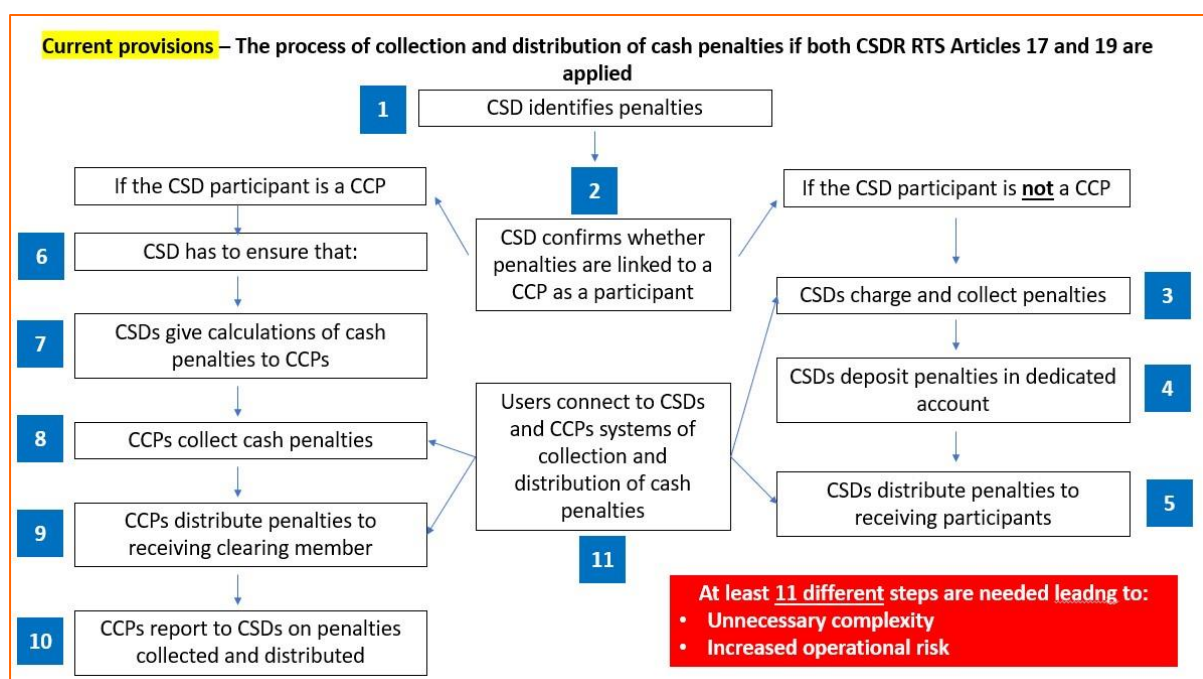 Current provisions – The process of collection and distribution of cash penalties if both CSDR RTS Articles 17 and 19 are
applied
1
CSD identifies penalties
If the CSD participant is a CCP
2
If the CSD participant is not a CCP
6
CSD has to ensure that:
CSD confirms whether
penalties are linked to a
CCP as a participant
CSDs charge and collect penalties
3
7
CSDs give calculations of cash
penalties to CCPs
CSDs deposit penalties in dedicated
account
4
8
CCPs collect cash penalties
Users connect to CSDs
and CCPs systems of
collection and
distribution of cash
penalties
CSDs distribute penalties to
receiving participants
5
9
CCPs distribute penalties to
receiving clearing member
11
10
CCPs report to CSDs on penalties
collected and distributed
At least 11 different steps are needed leadng to:
• Unnecessary complexity
• Increased operational risk